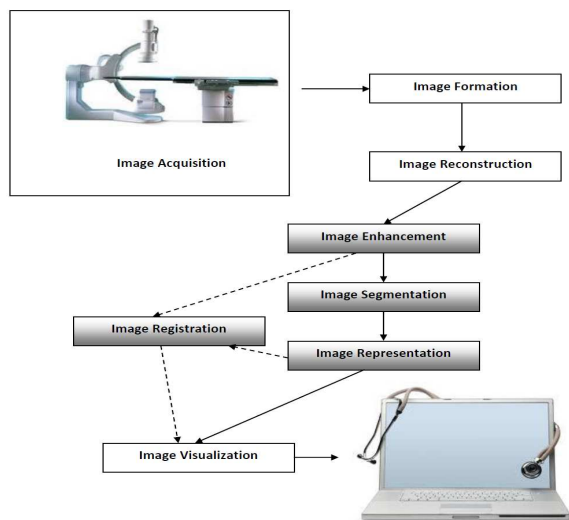 Image Formation
Image Acquisition
Image Reconstruction
Image Enhancement
Image Segmentation
Image Registration
Image Representation
Image Visualization